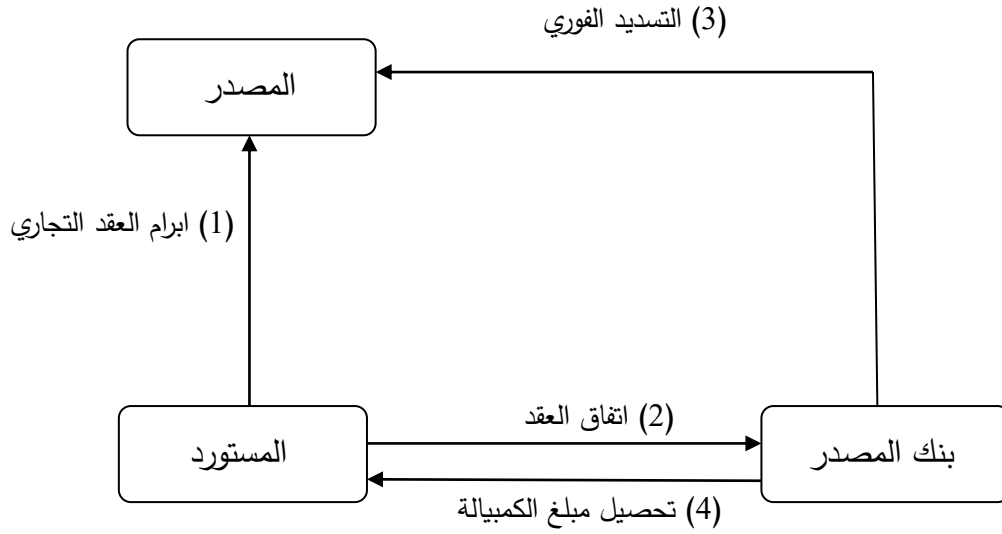 (3) التسديد الفوري
المصدر
(1) ابرام العقد التجاري
(2) اتفاق العقد
المستورد
بنك المصدر
(4) تحصيل مبلغ الكمبيالة